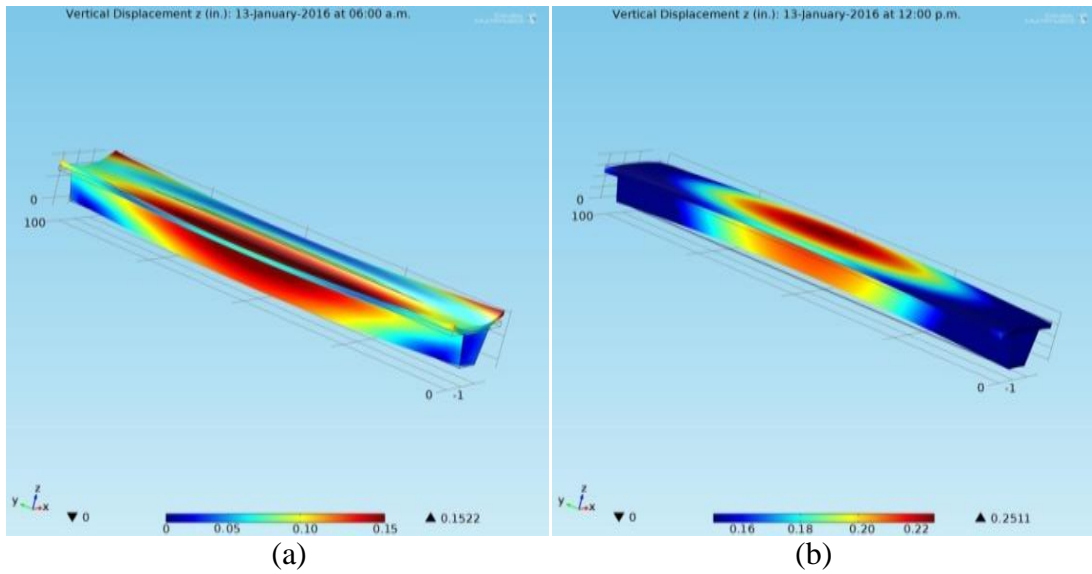 Vertical Displacement z (in.): 13-January-2016 at 06:00 a.m.
0
100
0 -1
z
y x
▼ 0
▲ 0.1522
0 0.05 0.10 0.15
(a)
Vertical Displacement z (in.): 13-January-2016 at 12:00 p.m.
0
100
0 -1
z
y x
▼ 0
▲ 0.2511
0.16 0.18 0.20 0.22
(b)